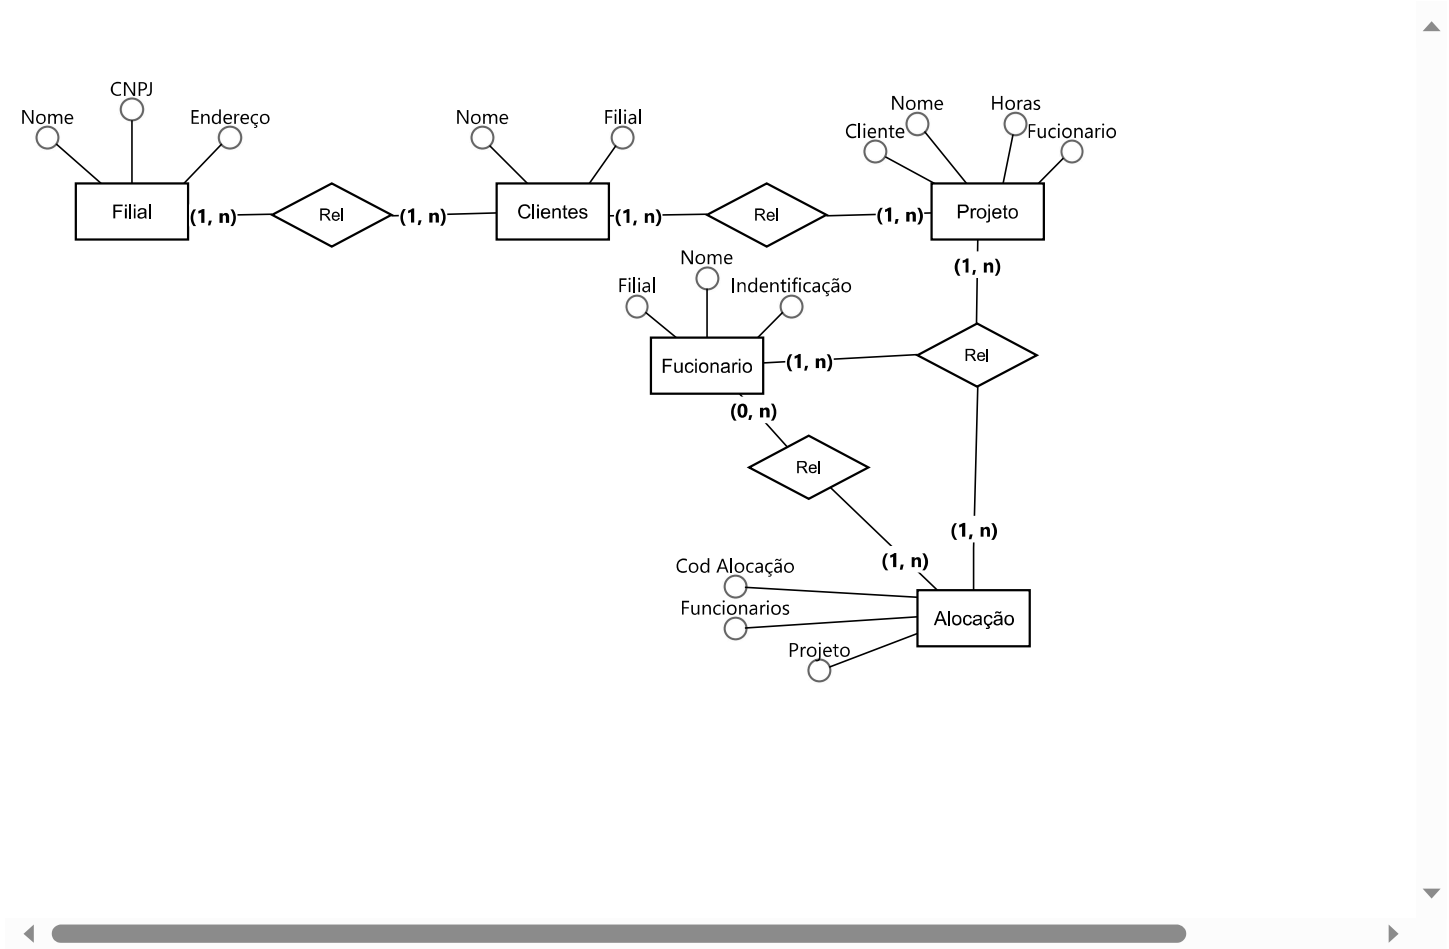 CNPJ
Nome
Endereço
Nome
Filial
Nome
Horas
Cliente
Fucionario
Filial
(1, n)
Rel
(1, n)
Clientes
(1, n)
Rel
(1, n)
Projeto
(1, n)
Nome
Filial
Indentificação
Fucionario
(1, n)
Rel
(0, n)
Rel
(1, n)
(1, n)
Cod Alocação
Funcionarios
Projeto
Alocação